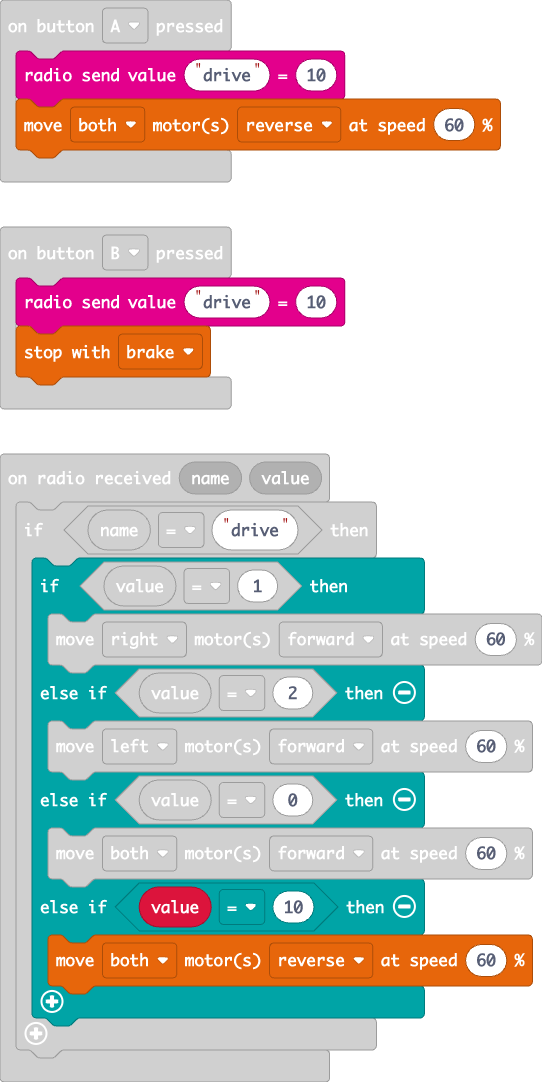 on button A pressed
radio send value "drive" = 10
move both motor(s) reverse at speed 60 %
on button B pressed
radio send value "drive" = 10
stop with brake
on radio received name value
if name = "drive" then
if value = 1 then
move right motor(s) forward at speed 60 %
else if value = 2 then
move left motor(s) forward at speed 60 %
else if value = 0 then
move both motor(s) forward at speed 60 %
else if value = 10 then
move both motor(s) reverse at speed 60 %